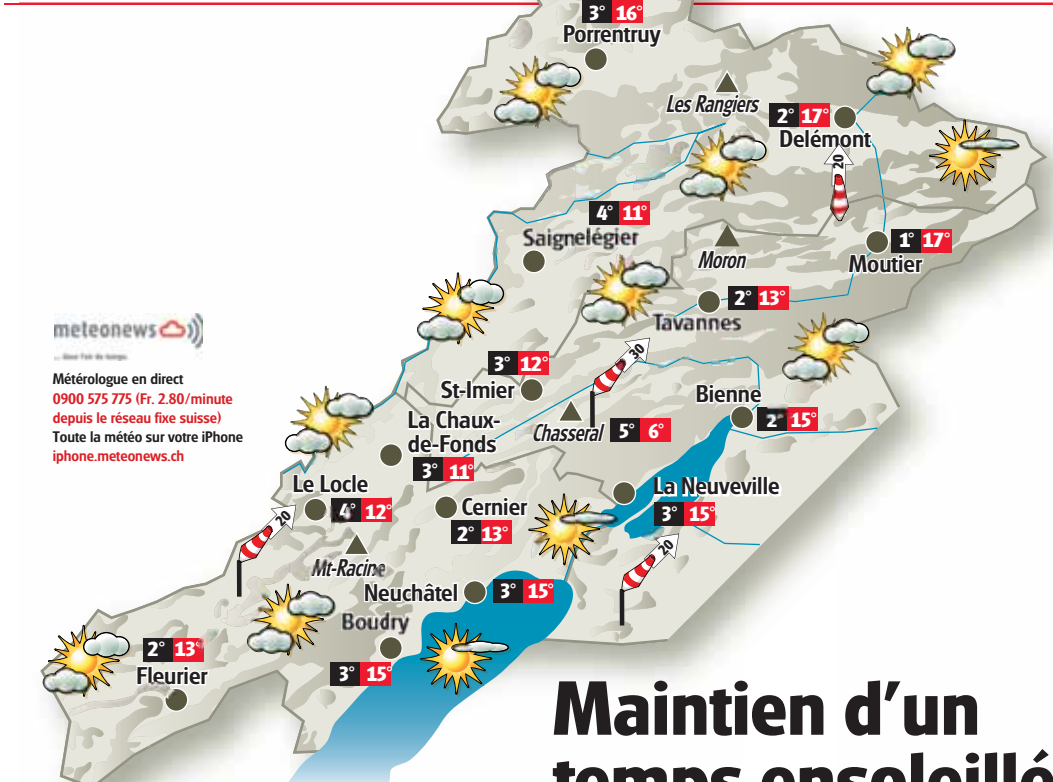 3° 16°
Porrentruy
Les Rangiers
2° 17°
Delémont
20
4° 11°
Saignelégier
Moron
1° 17°
Moutier
2° 13°
Tavannes
meteonews
Météorologue en direct
0900 575 775 (Fr. 2.80/minute
depuis le réseau fixe suisse)
Toute la météo sur votre iPhone
iphone.meteonews.ch
3° 12°
St-Imier
30
Bienne
2° 15°
La Chaux-
de-Fonds
3° 11°
Chasseral 5° 6°
Le Locle
4° 12°
20
Cernier
2° 13°
La Neuveville
3° 15°
20
Mt-Racine
Neuchâtel 3° 15°
Boudry
3° 15°
2° 13°
Fleurier
Maintien d'un
temps ensoleillé